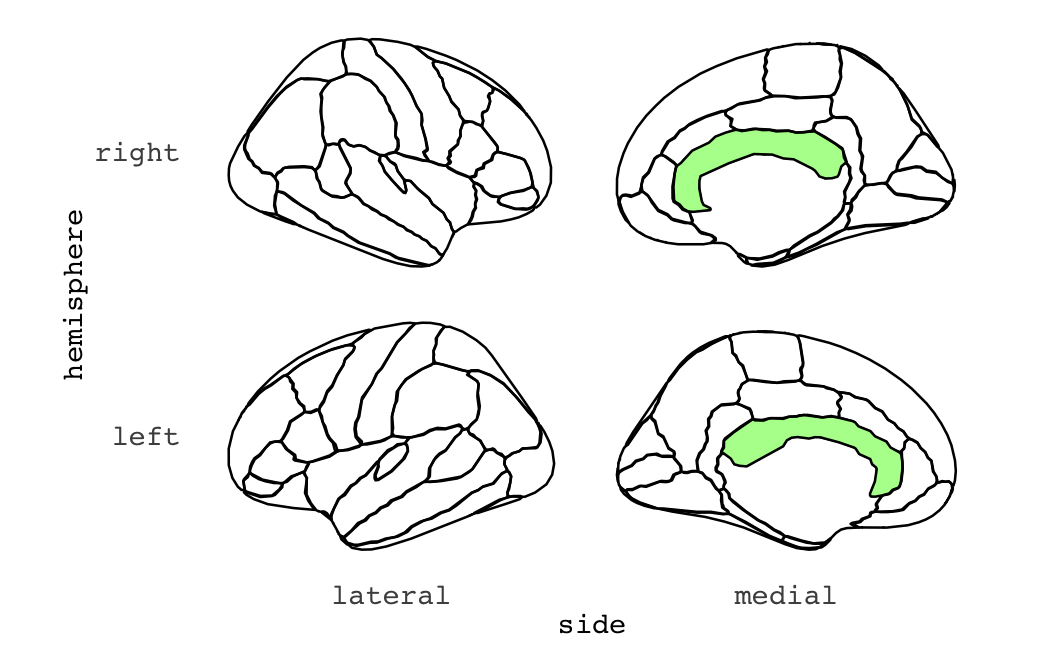 right
hemisphere
left
lateral
medial
side